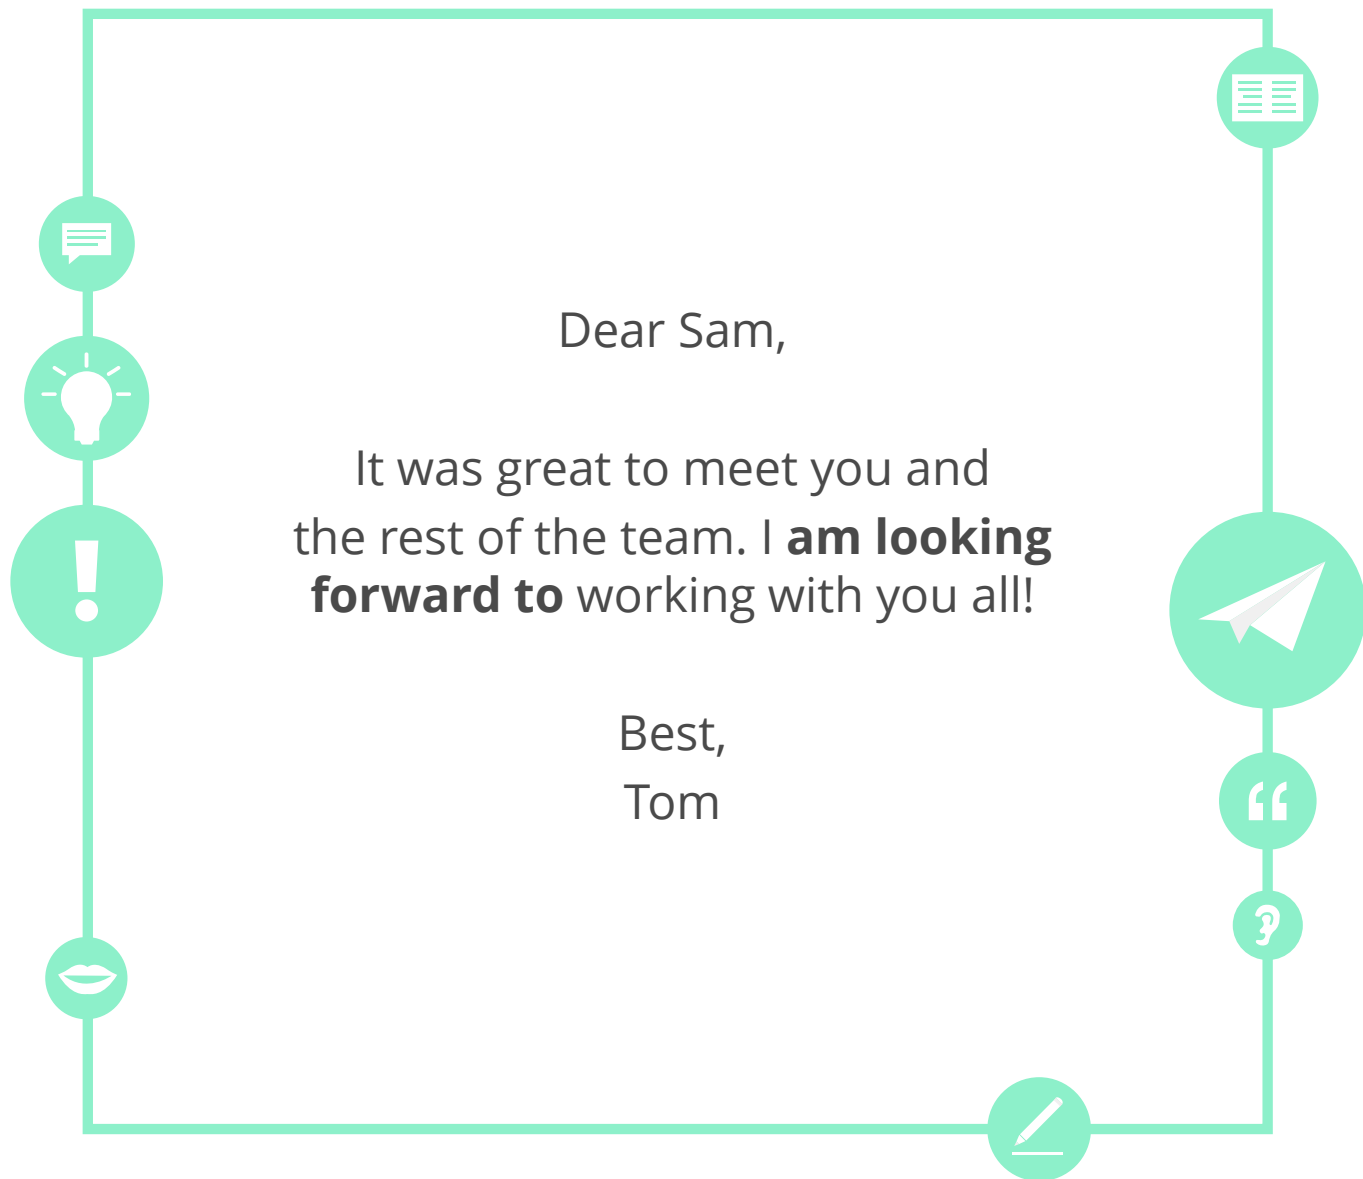 Dear Sam,
It was great to meet you and
the rest of the team. I am looking
forward to working with you all!
Best,
Tom